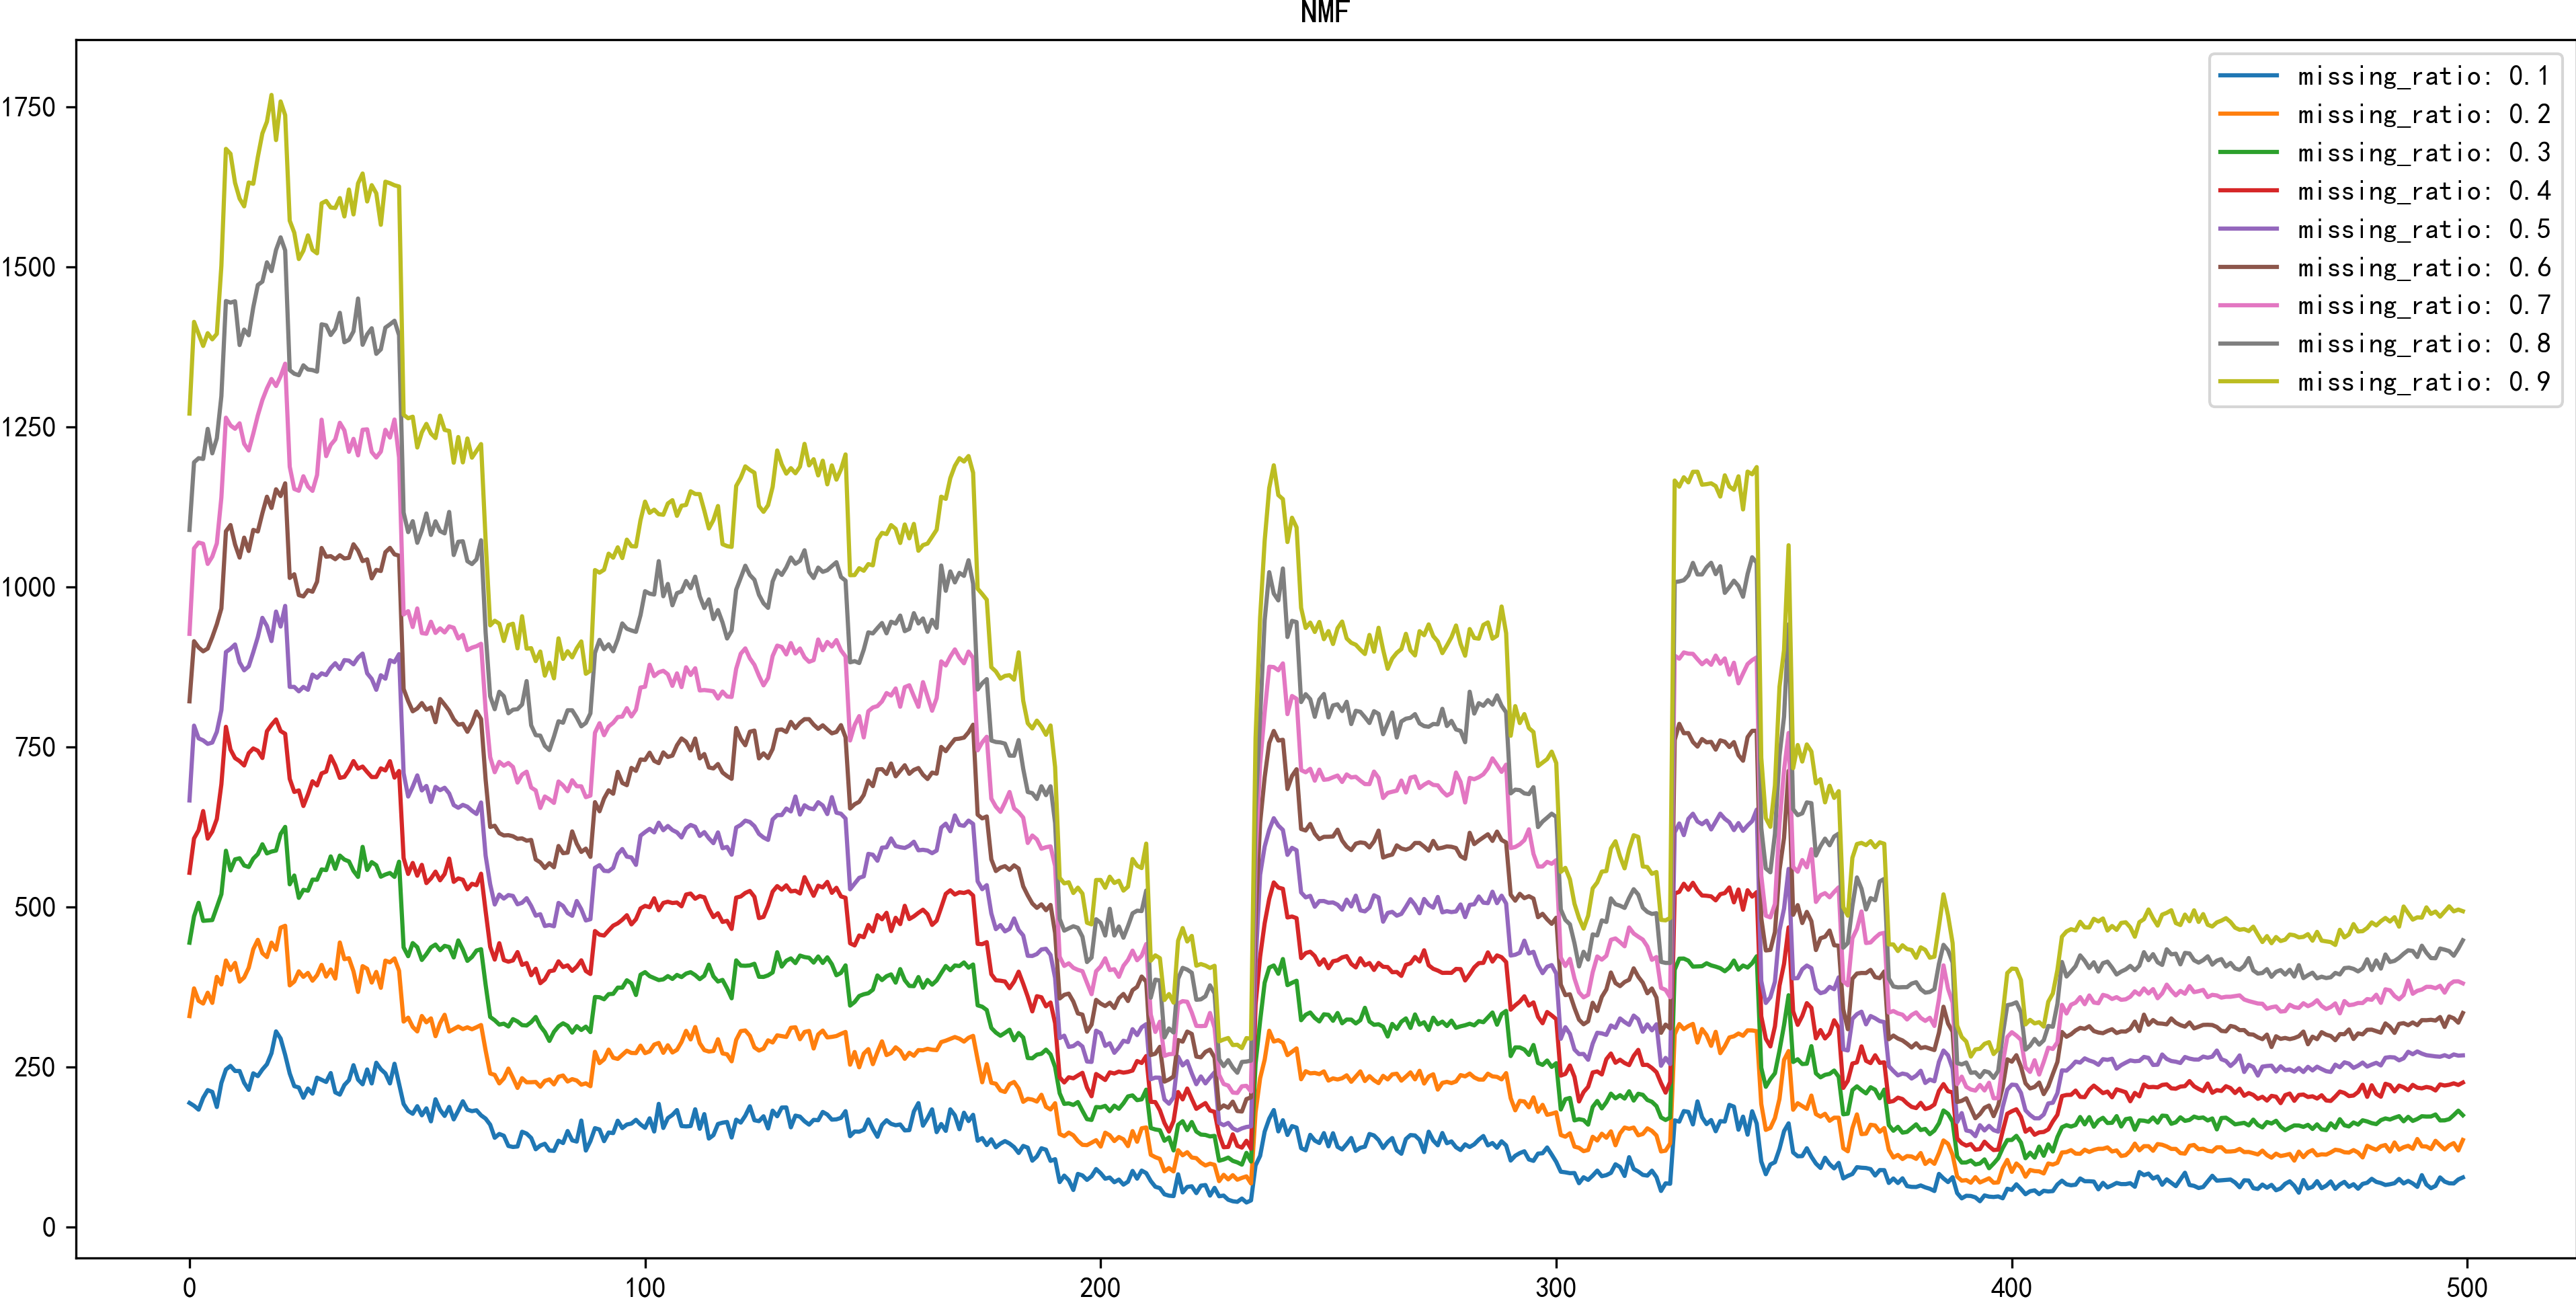 NMF
1750
1500
1250
1000
750
500
250
0
0 100 200 300 400 500
missing_ratio: 0.1
missing_ratio: 0.2
missing_ratio: 0.3
missing_ratio: 0.4
missing_ratio: 0.5
missing_ratio: 0.6
missing_ratio: 0.7
missing_ratio: 0.8
missing_ratio: 0.9